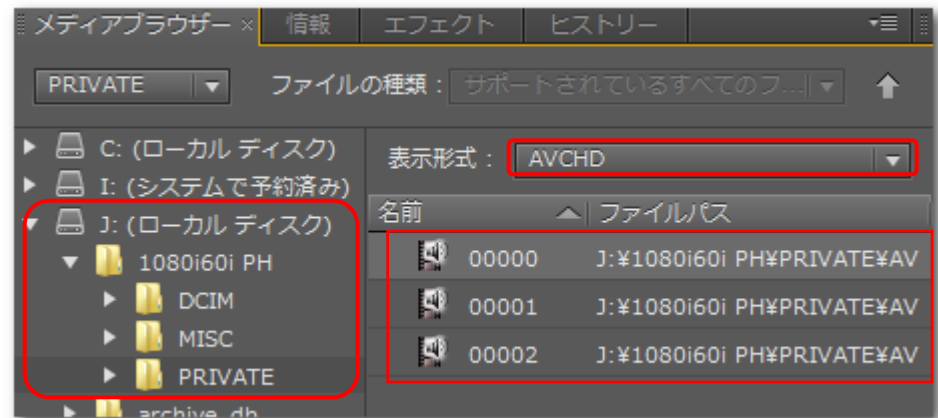 メディアブラウザー × 情報 エフェクト ヒストリー
PRIVATE ファイルの種類： サポートされているすべてのフ...
C: (ローカル ディスク)
I: (システムで予約済み)
J: (ローカル ディスク)
1080i60i PH
DCIM
MISC
PRIVATE
archive_db
表示形式： AVCHD
名前 ファイルパス
00000 J:¥1080i60i PH¥PRIVATE¥AV
00001 J:¥1080i60i PH¥PRIVATE¥AV
00002 J:¥1080i60i PH¥PRIVATE¥AV